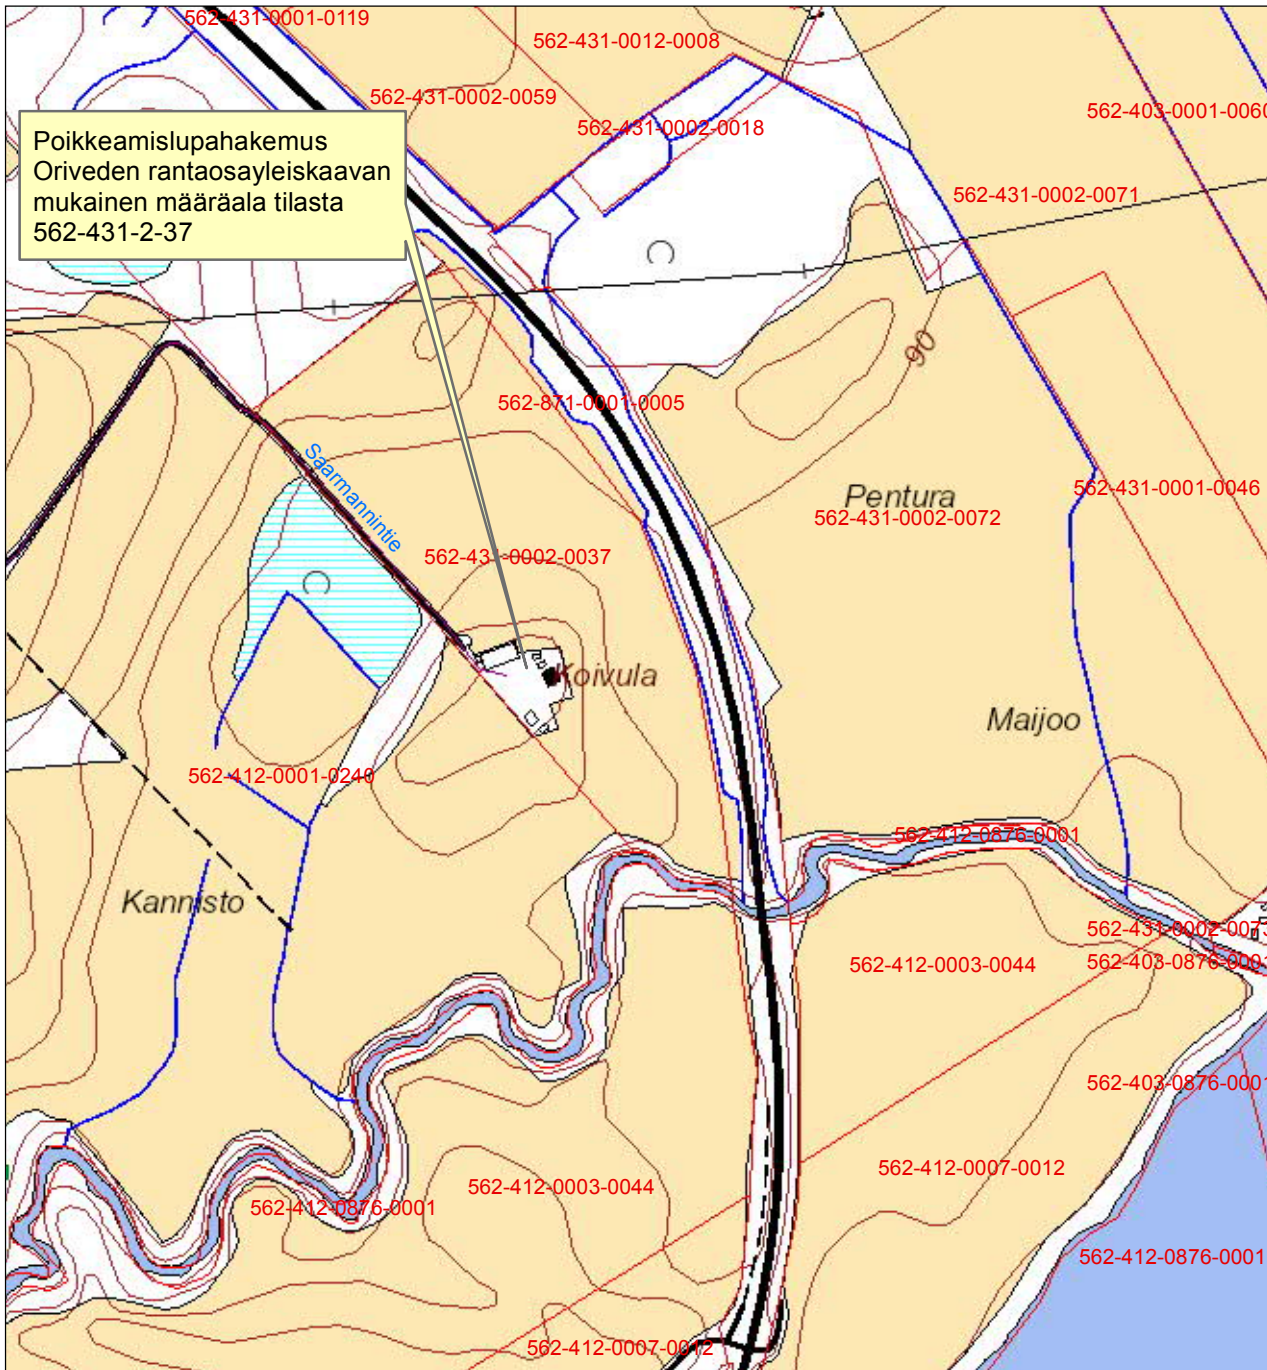 562-431-0001-0119
562-431-0012-0008
562-431-0002-0059
562-403-0001-0060
562-431-0002-0018
Poikkeamislupahakemus
Oriveden rantaosayleiskaavan
mukainen määräala tilasta
562-431-2-37
562-431-0002-0071
90
562-871-0001-0005
Saarmannintie
Pentura
562-431-0001-0046
562-431-0002-0072
562-431-0002-0037
Koivula
Maijoo
562-412-0001-0240
562-412-0876-0001
Kannisto
562-431-0002-0073
562-412-0003-0044
562-403-0876-0001
562-403-0876-0001
562-412-0007-0012
562-412-0003-0044
562-412-0876-0001
562-412-0876-0001
562-412-0007-0012